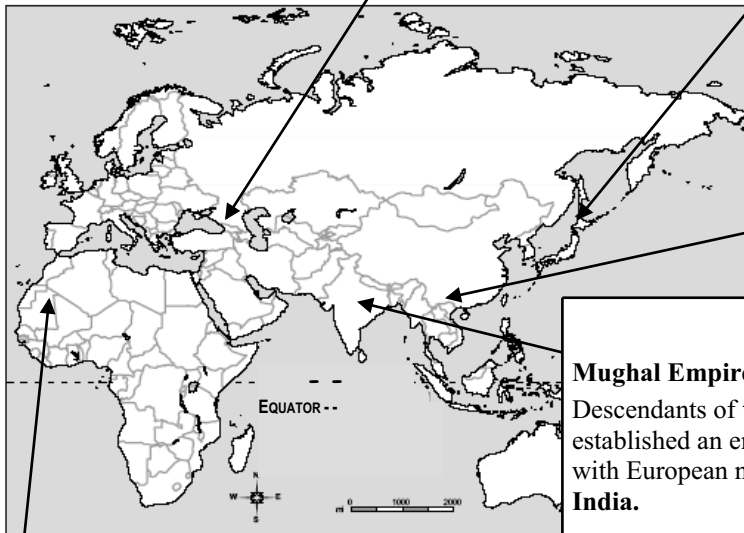 EQUATOR--
N
W E
S
mi 0 1000 2000
Mughal Empire
Descendants of
established an
with European
India.